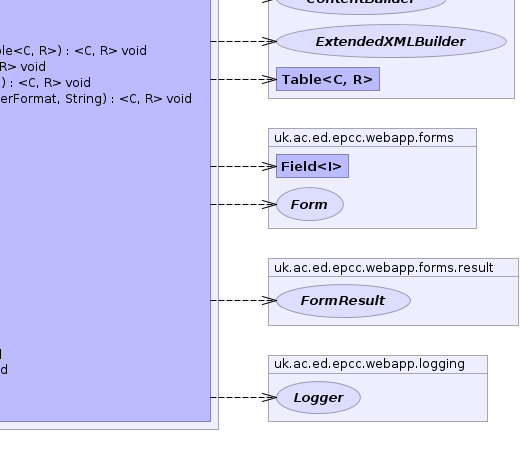 ContentBuilder
ExtendedXMLBuilder
Table<C, R>
ble<C, R>) : <C, R> void
R> void
) : <C, R> void
erFormat, String) : <C, R> void
uk.ac.ed.epcc.webapp.forms
Field<I>
Form
uk.ac.ed.epcc.webapp.forms.result
FormResult
uk.ac.ed.epcc.webapp.logging
Logger
d